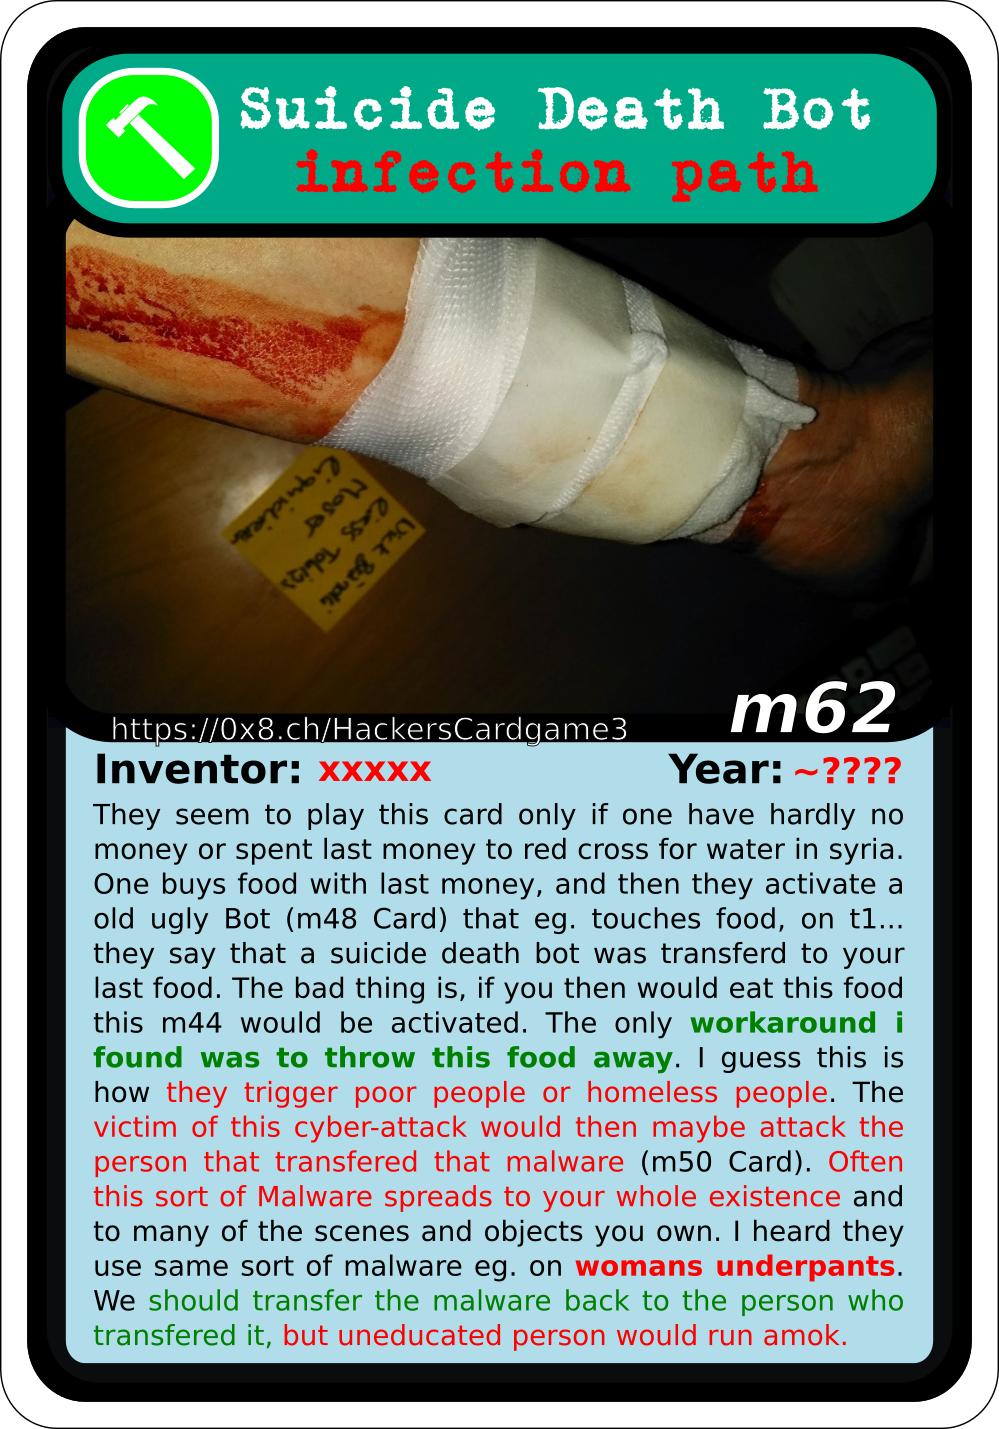 Suicide Death Bot
infection path
m62
https://0x8.ch/HackersCardgame3
Inventor: xxxxx Year: ~????
They seem to play this card only if one have hardly no
money or spent last money to red cross for water in syria.
One buys food with last money, and then they activate a
old ugly Bot (m48 Card) that eg. touches food, on t1...
they say that a suicide death bot was transferd to your
last food. The bad thing is, if you then would eat this food
this m44 would be activated. The only workaround i
found was to throw this food away. I guess this is
how they trigger poor people or homeless people. The
victim of this cyber-attack would then maybe attack the
person that transfered that malware (m50 Card). Often
this sort of Malware spreads to your whole existence and
to many of the scenes and objects you own. I heard they
use same sort of malware eg. on womans underpants.
We should transfer the malware back to the person who
transfered it, but uneducated person would run amok.